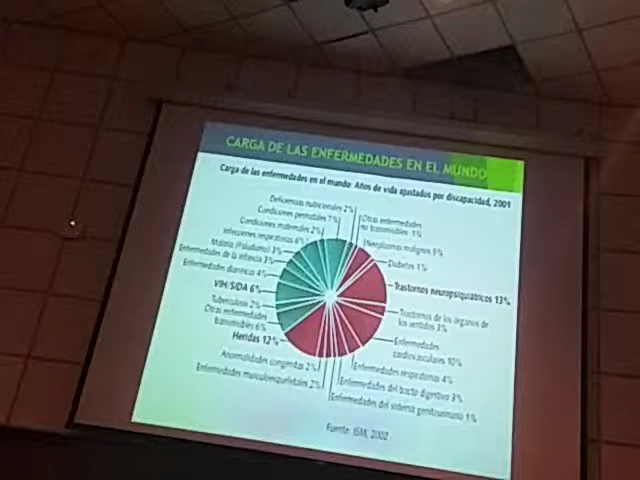 CARGA DE LAS ENFERMEDADES EN EL MUNDO
Carga de las enfermedades en el mundo: Años de vida ajustados por discapacidad, 2001
Deficiencias nutricionales 2%
Condiciones perinatales 7%
Condiciones maternales 2%
Infecciones respiratorias 6%
Malaria (Paludismo) 3%
Enfermedades de la infancia 3%
Enfermedades diarreicas 4%
VIH/SIDA 6%
Tuberculosis 2%
Otras enfermedades
transmisibles 6%
Heridas 12%
Anormalidades congenitas 2%
Enfermedades musculoesqueletales 2%
Otras enfermedades
no transmisibles 1%
Neoplasmas malignos 5%
Diabetes 1%
Trastornos neuropsiquiátricos 13%
Trastornos de los órganos de
los sentidos 3%
Enfermedades
cardiovasculares 10%
Enfermedades respiratorias 4%
Enfermedades del tracto digestivo 3%
Enfermedades del sistema genitourinario 1%
Fuente: ISM, 2002